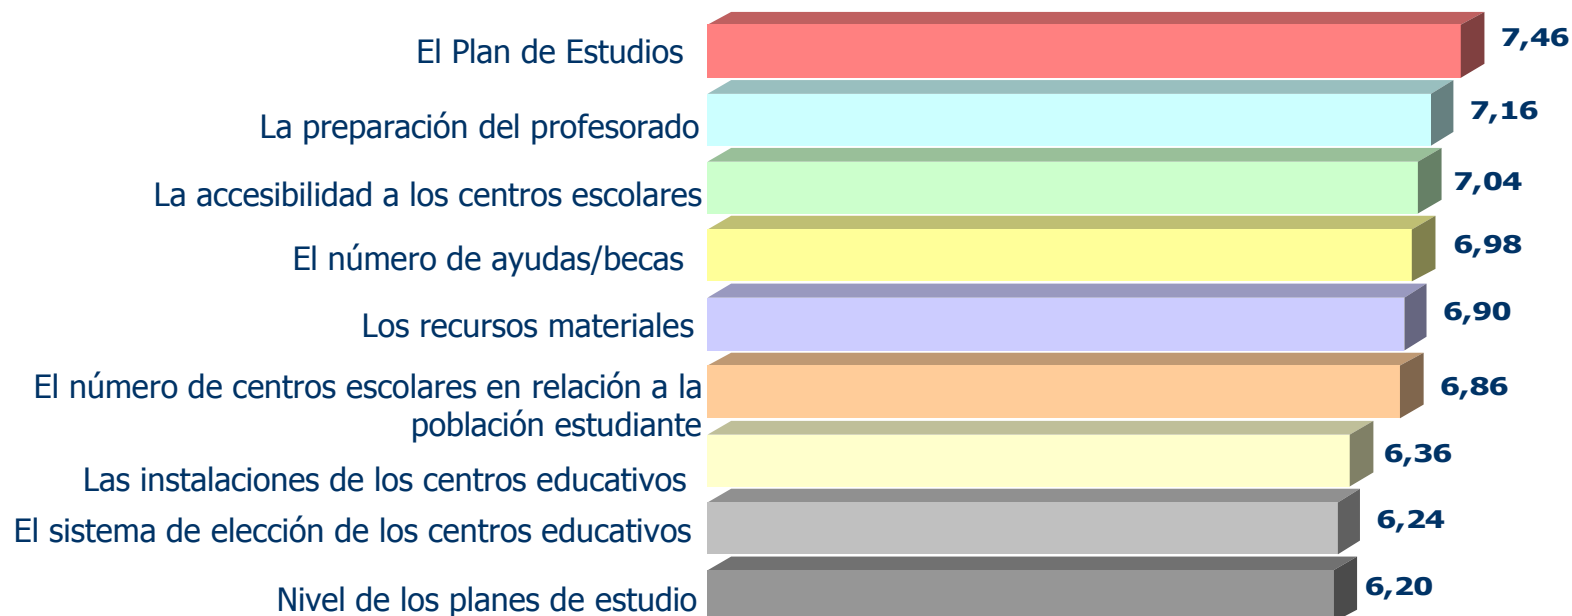 El Plan de Estudios
7,46
La preparación del profesorado
7,16
La accesibilidad a los centros escolares
7,04
El número de ayudas/becas
6,98
Los recursos materiales
6,90
El número de centros escolares en relación a la
población estudiante
6,86
Las instalaciones de los centros educativos
6,36
El sistema de elección de los centros educativos
6,24
Nivel de los planes de estudio
6,20